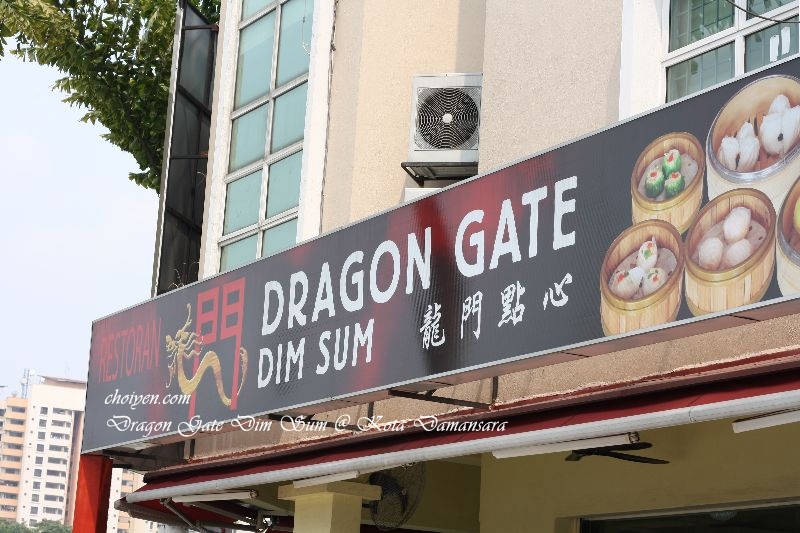 RESTORAN
門
DRAGON GATE
DIM SUM 龍門點心
choiyen.com
Dragon Gate Dim Sum @ Kota Damansara